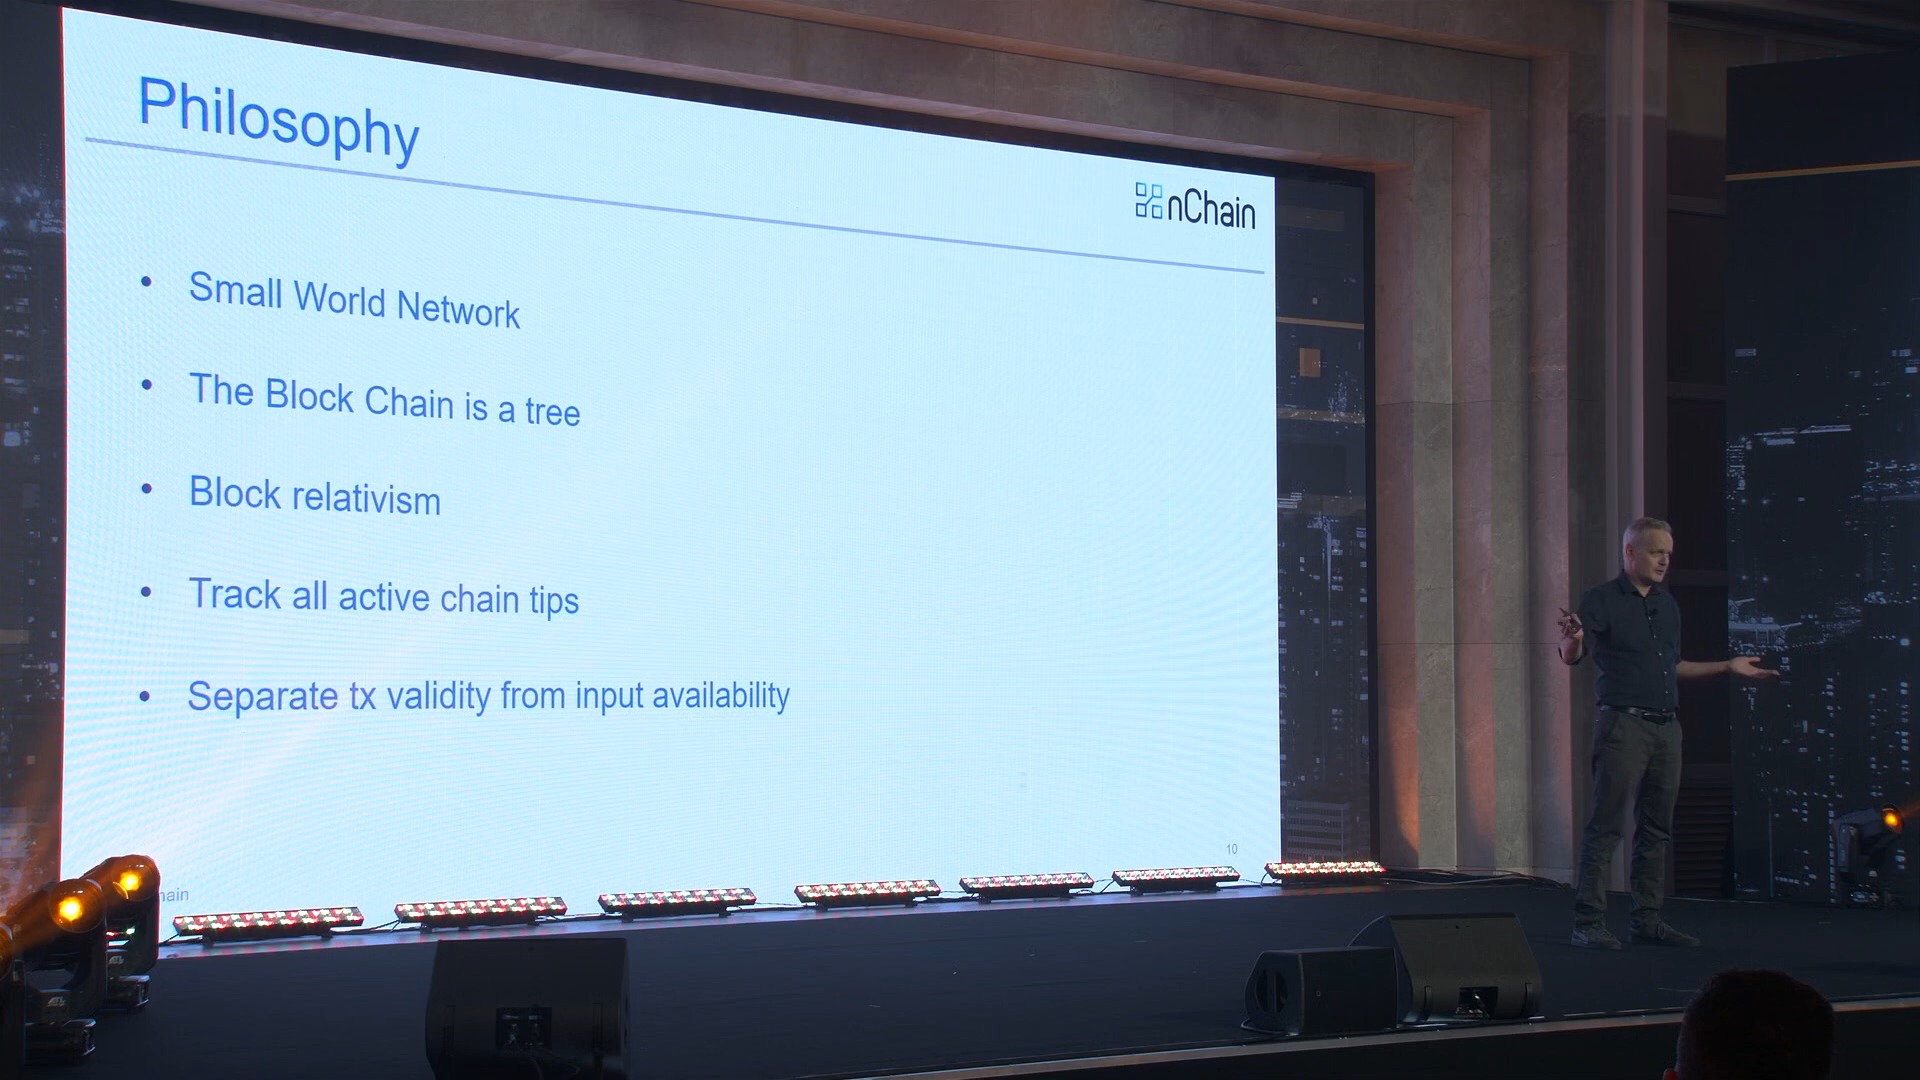 Philosophy
nChain
• Small World Network
• The Block Chain is a tree
• Block relativism
• Track all active chain tips
• Separate tx validity from input availability
10